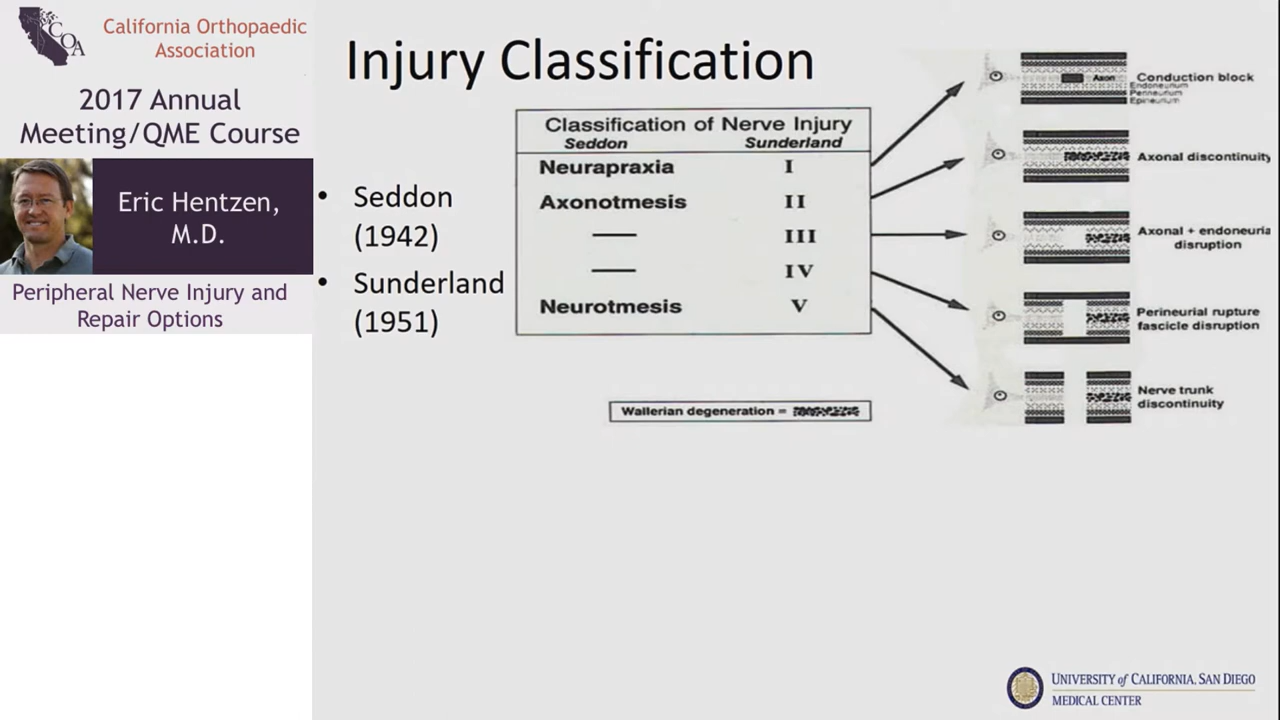 COA
California Orthopaedic
Association
2017 Annual
Meeting/QME Course
Eric Hentzen,
M.D.
Peripheral Nerve Injury and
Repair Options
Injury Classification
• Seddon
(1942)
• Sunderland
(1951)
Classification of Nerve Injury
Seddon Sunderland
Neurapraxia I
Axonotmesis II
— III
— IV
Neurotmesis V
Wallerian degeneration =
Axon
Conduction block
Endoneurium
Perineurium
Epineurium
Axonal discontinuity
Axonal + endoneuria
disruption
Perineurial rupture
fascicle disruption
Nerve trunk
discontinuity
UNIVERSITY of CALIFORNIA, SAN DIEGO
MEDICAL CENTER